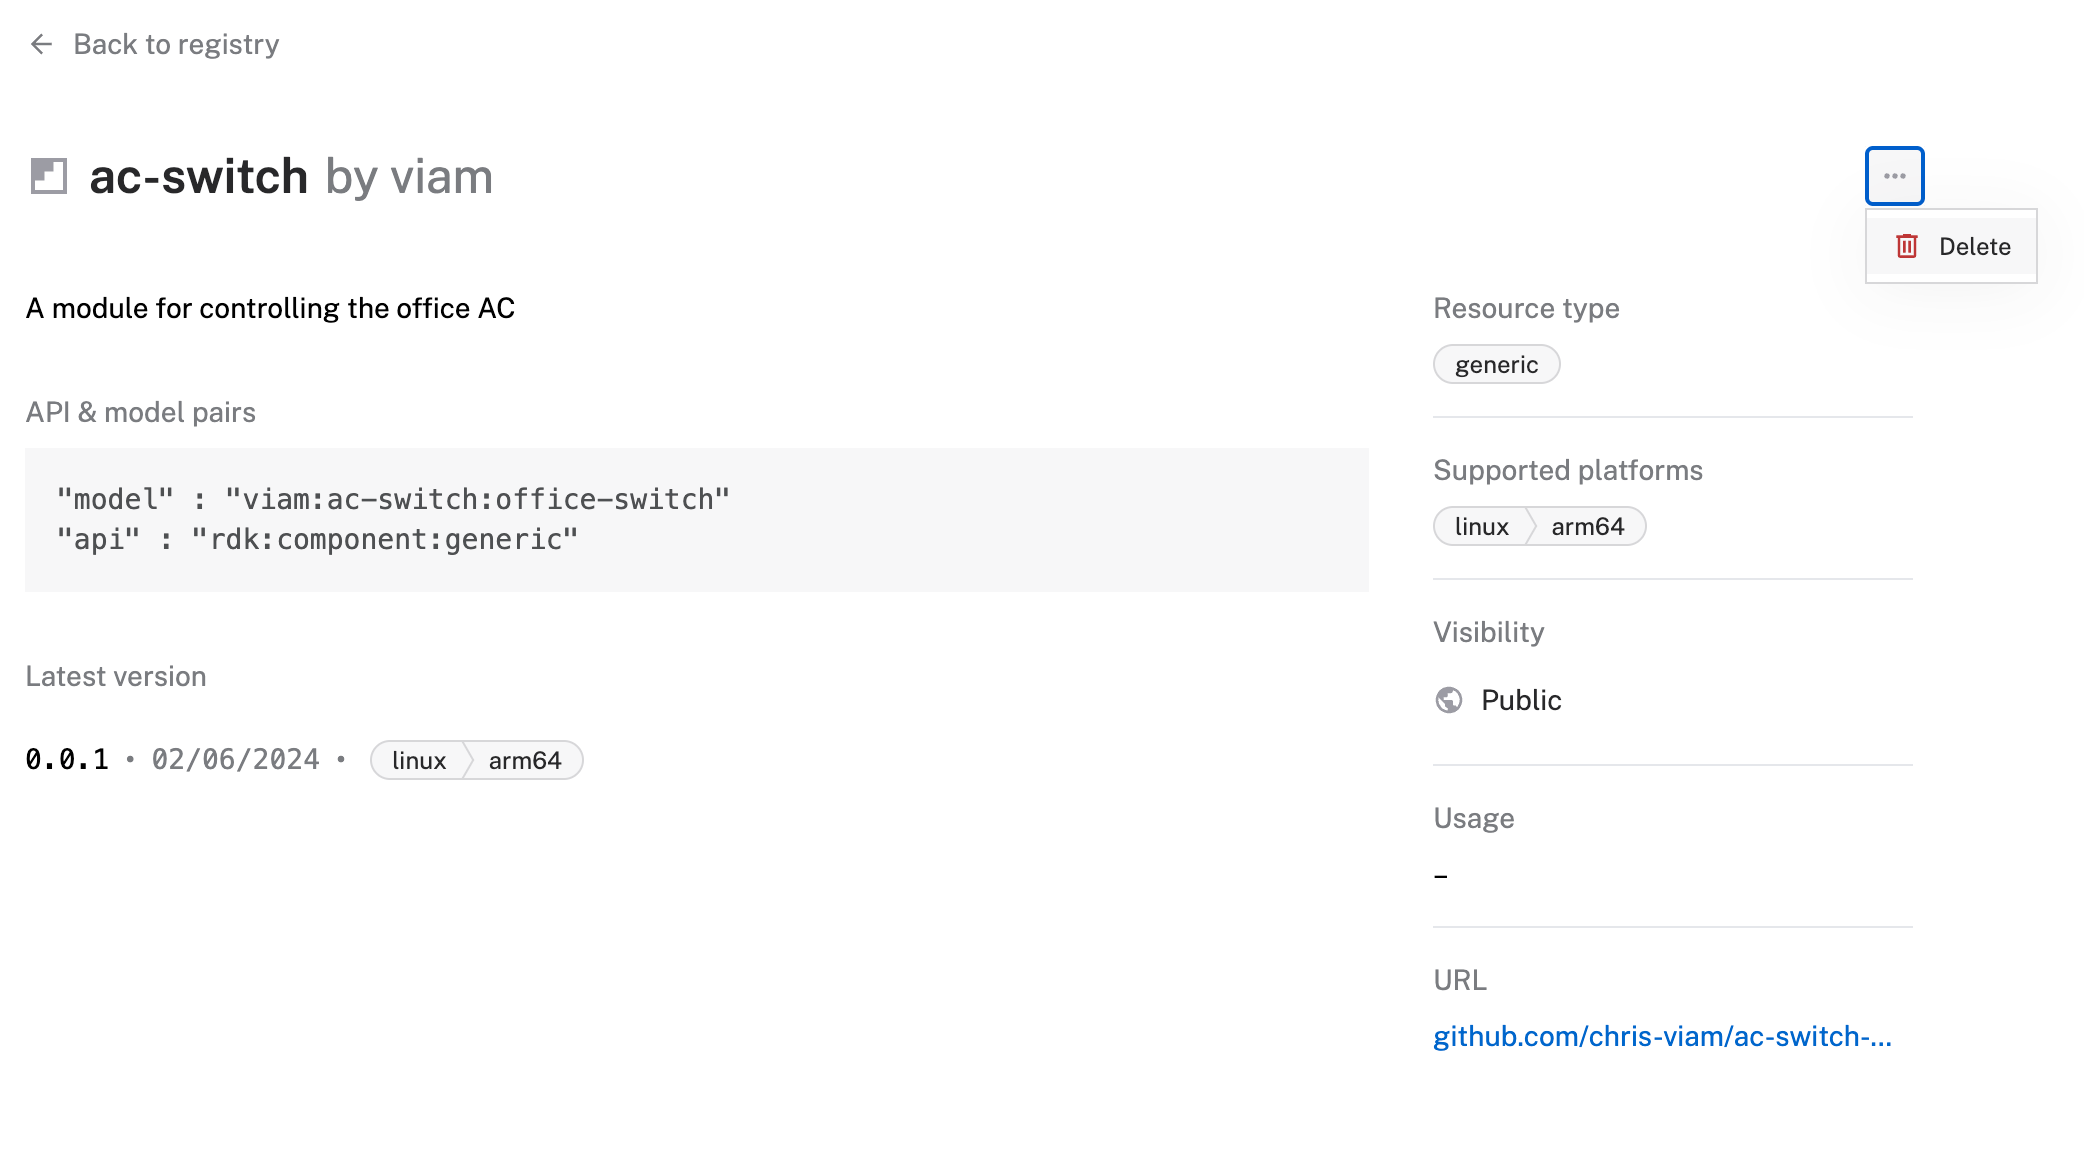 Back to registry
ac-switch by viam
Delete
A module for controlling the office AC
API & model pairs
"model" : "viam:ac-switch:office-switch"
"api" : "rdk:component:generic"
Latest version
0.0.1 • 02/06/2024 • linux arm64
Resource type
generic
Supported platforms
linux arm64
Visibility
Public
Usage
–
URL
github.com/chris-viam/ac-switch-...